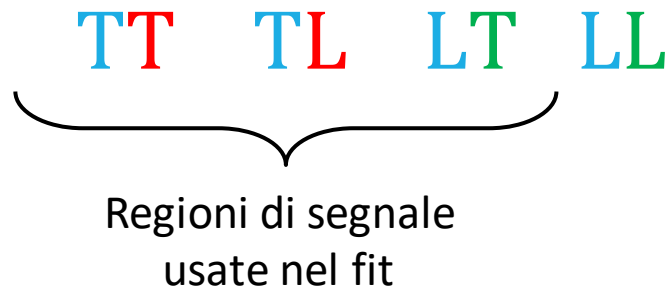 TT TL LT LL
Regioni di segnale
usate nel fit